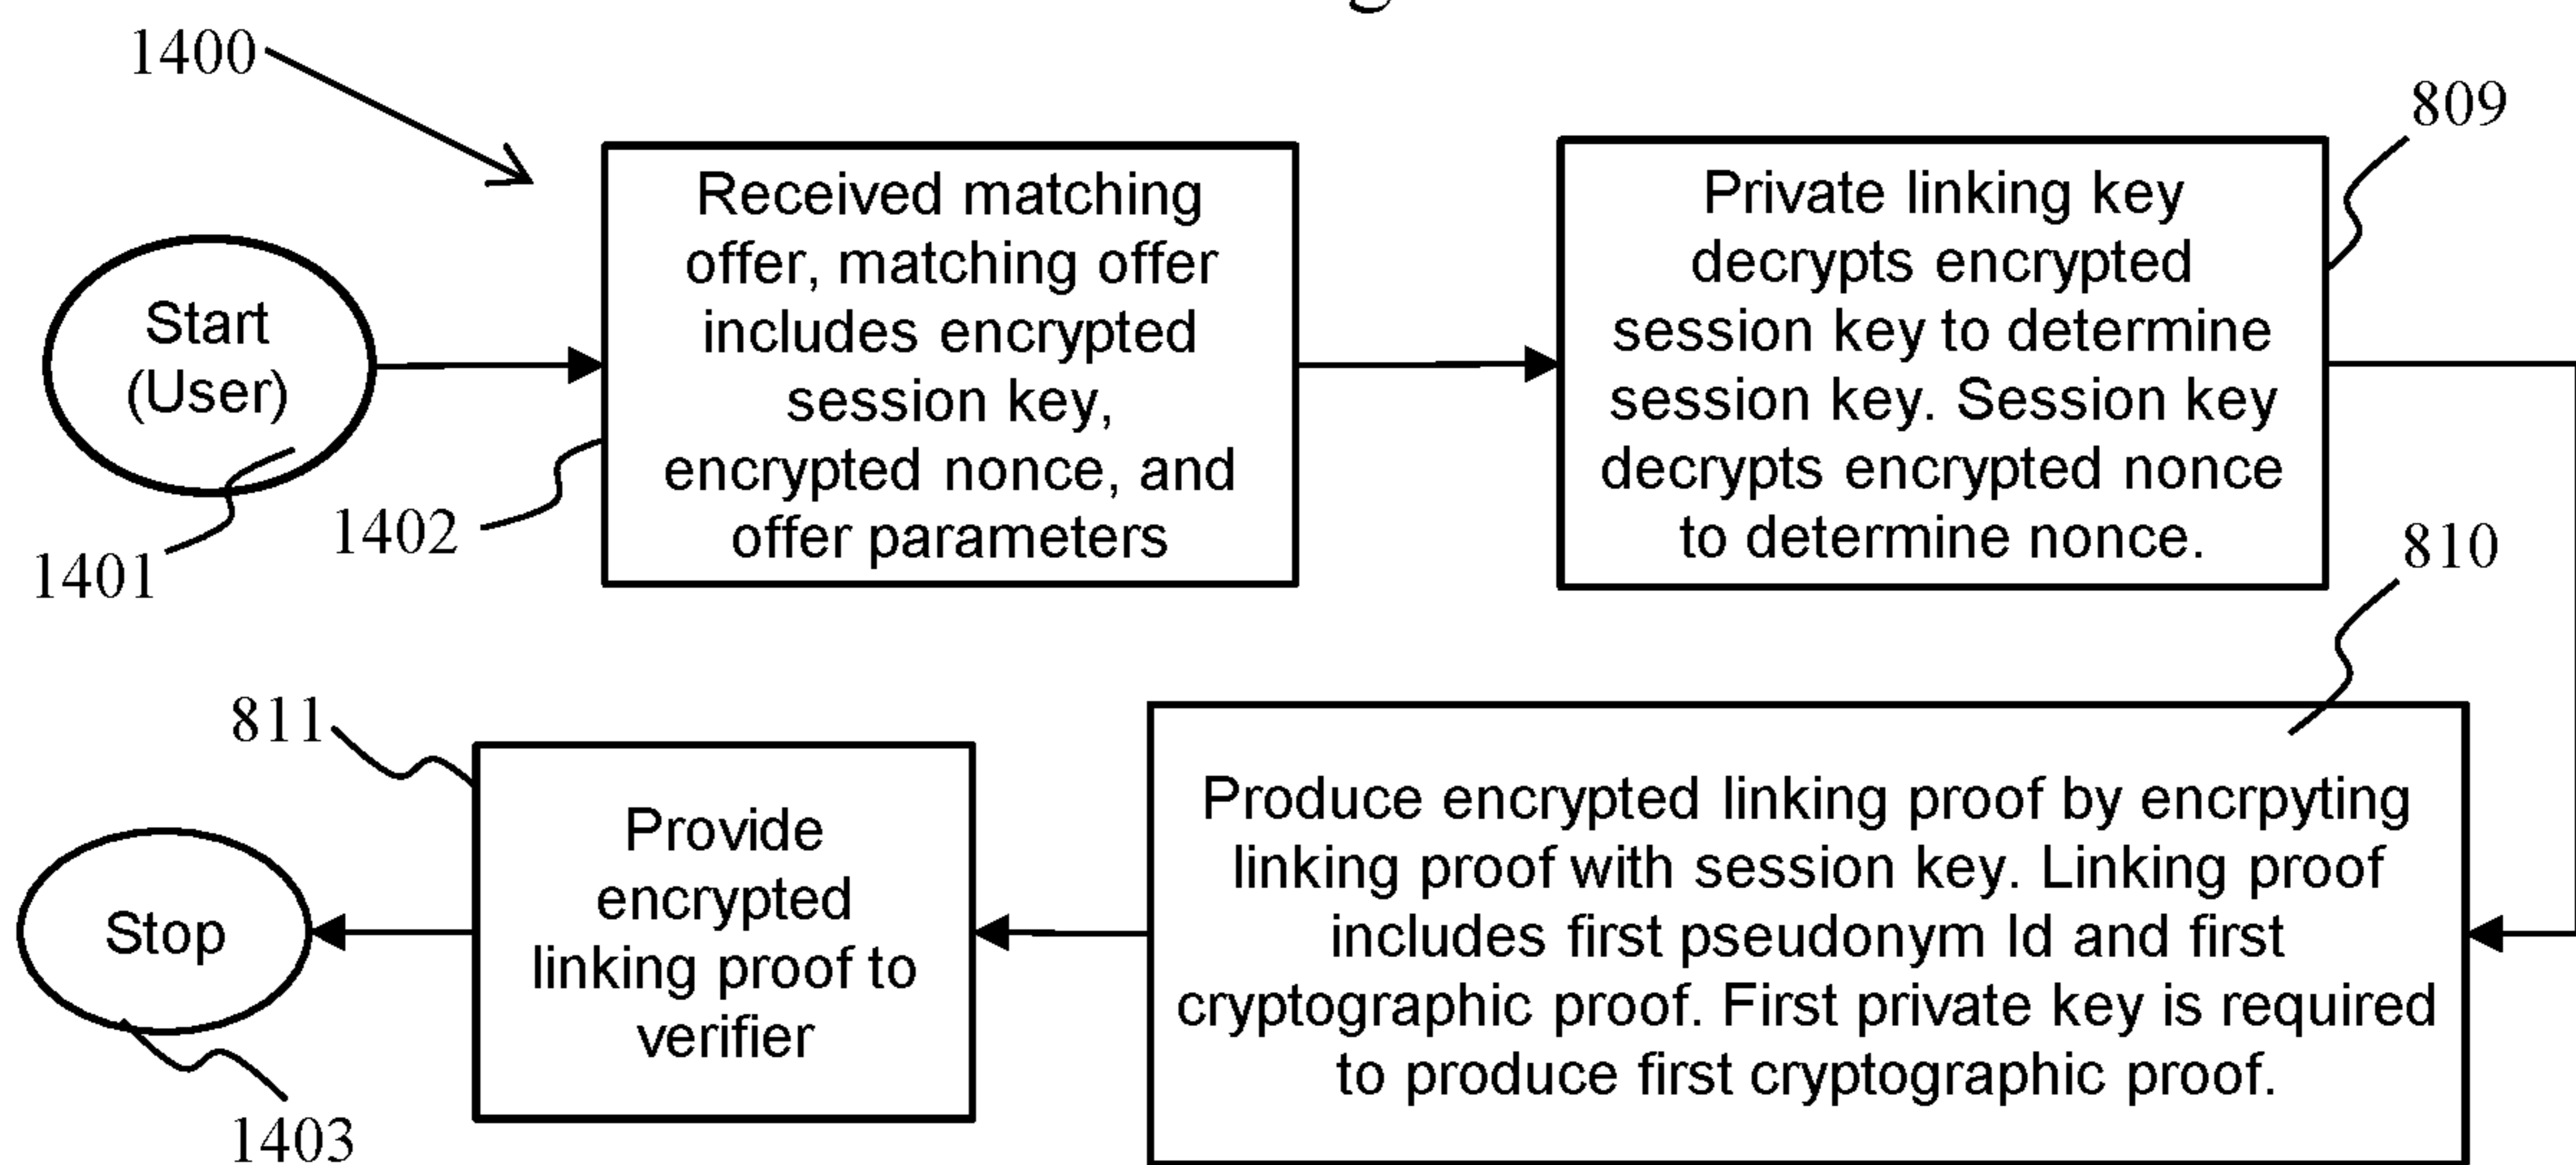 1400
809
Received matching
offer, matching offer
includes encrypted
session key,
encrypted nonce, and
offer parameters
Private linking key
decrypts encrypted
session key to determine
session key. Session key
decrypts encrypted nonce
to determine nonce.
Start
(User)
1401
1402
810
811
Produce encrypted linking proof by encrpyting
linking proof with session key. Linking proof
includes first pseudonym Id and first
cryptographic proof. First private key is required
to produce first cryptographic proof.
Provide
encrypted
linking proof to
verifier
Stop
1403